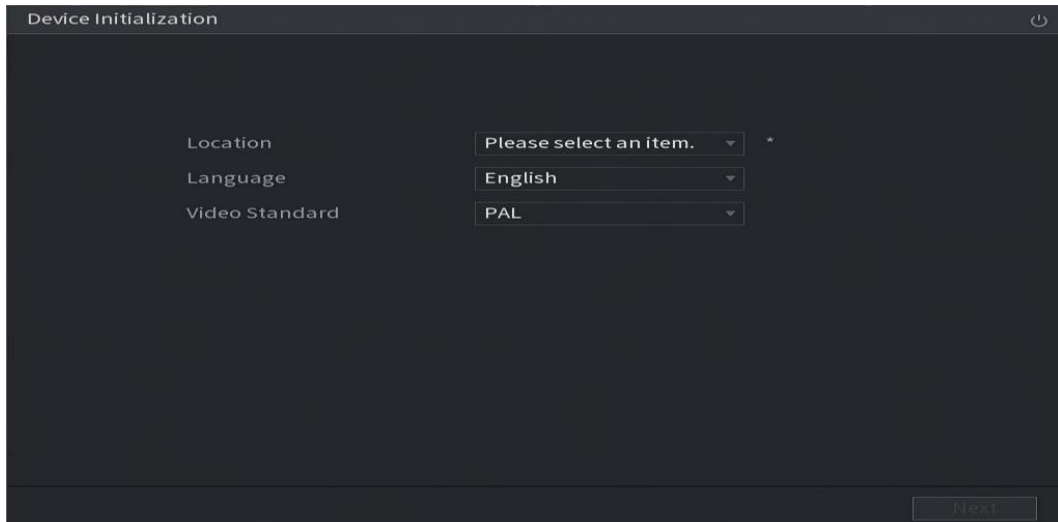 Device Initialization
Location Please select an item. *
Language English
Video Standard PAL
Next